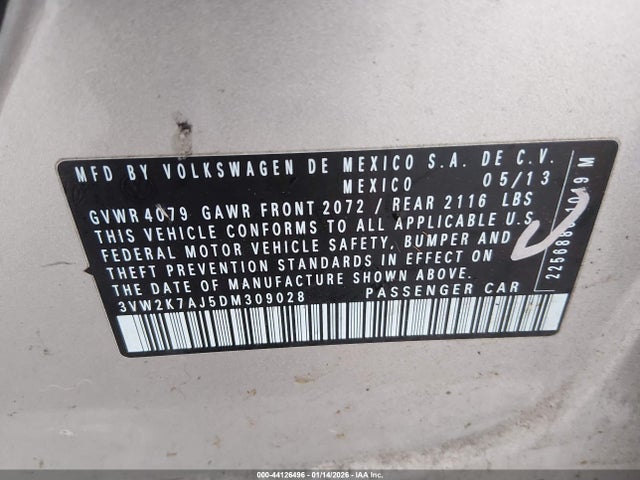 MFD BY VOLKSWAGEN DE MEXICO S.A. DE C.V.
MEXICO 05/13
GVWR 4079 GAWR FRONT 2072 / REAR 2116 LBS
THIS VEHICLE CONFORMS TO ALL APPLICABLE U.S.
FEDERAL MOTOR VEHICLE SAFETY, BUMPER AND
THEFT PREVENTION STANDARDS IN EFFECT ON
THE DATE OF MANUFACTURE SHOWN ABOVE.
3VW2K7AJ5DM309028 PASSENGER CAR
000-44126496 - 01/14/2026 - IAA Inc.